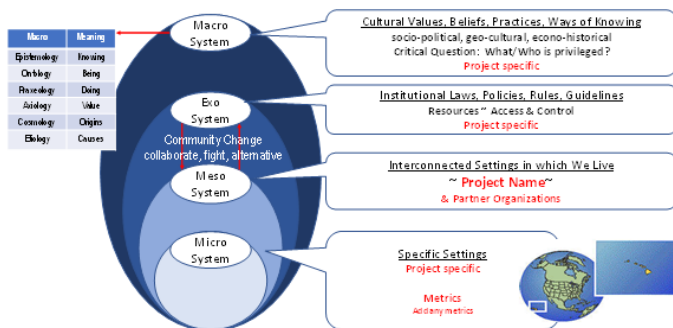 Macro Meaning
Epistemology Knowing
Ontology Being
Praxeology Doing
Axiology Value
Cosmology Origins
Etiology Causes
Macro
System
Exo
System
Community Change
collaborate, fight, alternative
Meso
System
Micro
System
Cultural Values, Beliefs, Practices, Ways of Knowing
socio-political, geo-cultural, econo-historical
Critical Question: What/Who is privileged?
Project specific
Institutional Laws, Policies, Rules, Guidelines
Resources ~ Access & Control
Project specific
Interconnected Settings in which We Live
~ Project Name~
& Partner Organizations
Specific Settings
Project specific
Metrics
Add any metrics